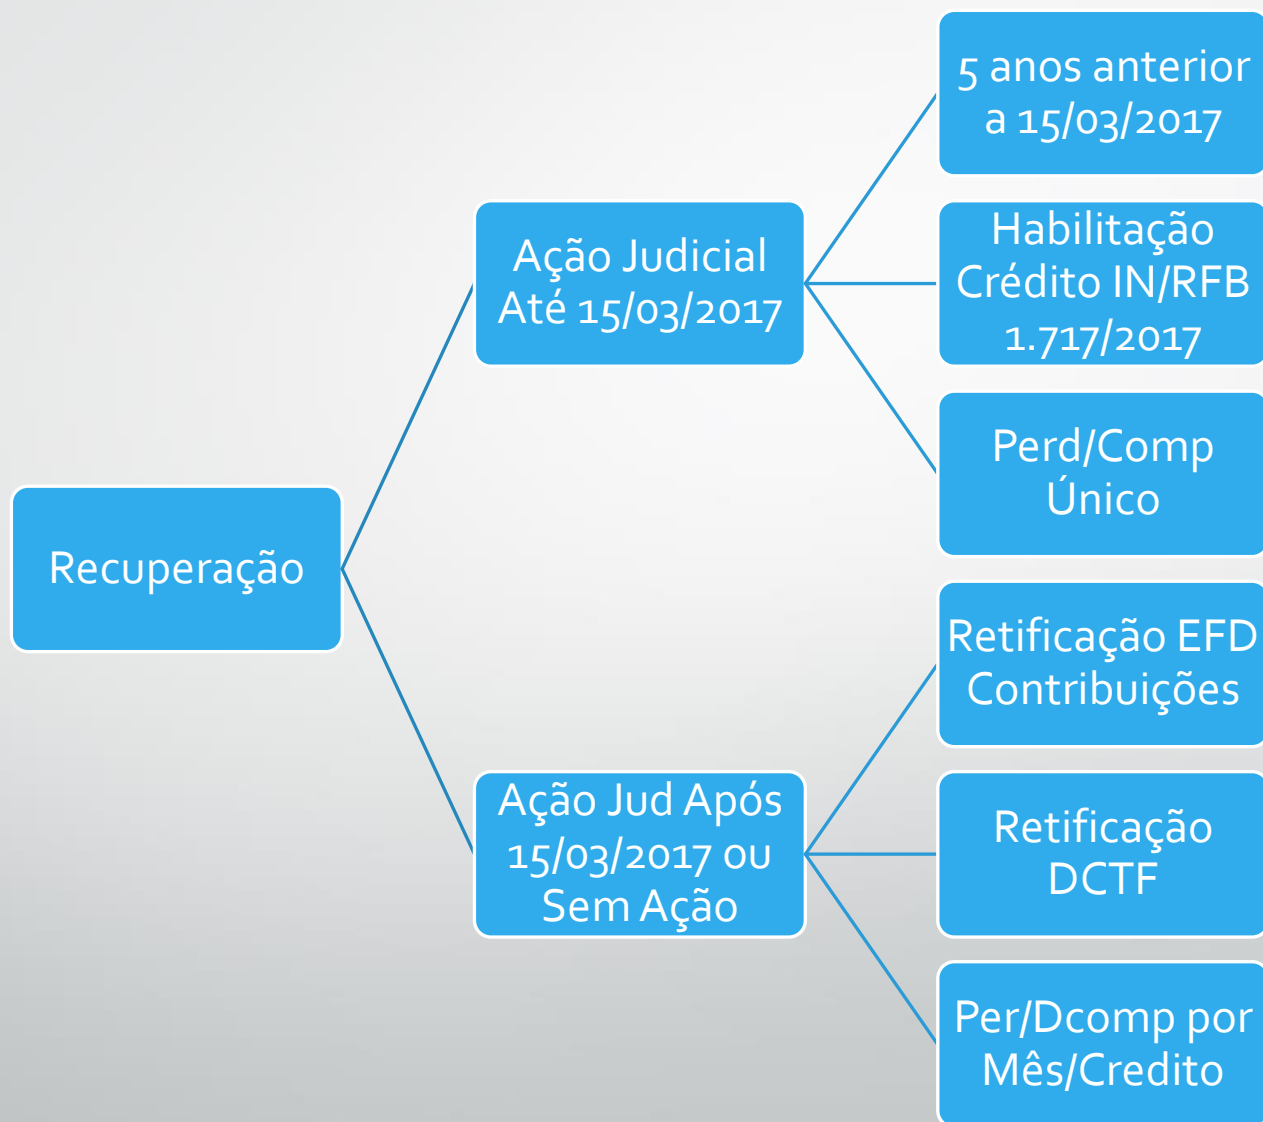 Recuperação
Ação Judicial
Até 15/03/2017
5 anos anterior
a 15/03/2017
Habilitação
Crédito IN/RFB
1.717/2017
Perd/Comp
Único
Ação Jud Após
15/03/2017 ou
Sem Ação
Retificação EFD
Contribuições
Retificação
DCTF
Per/Dcomp por
Mês/Credito